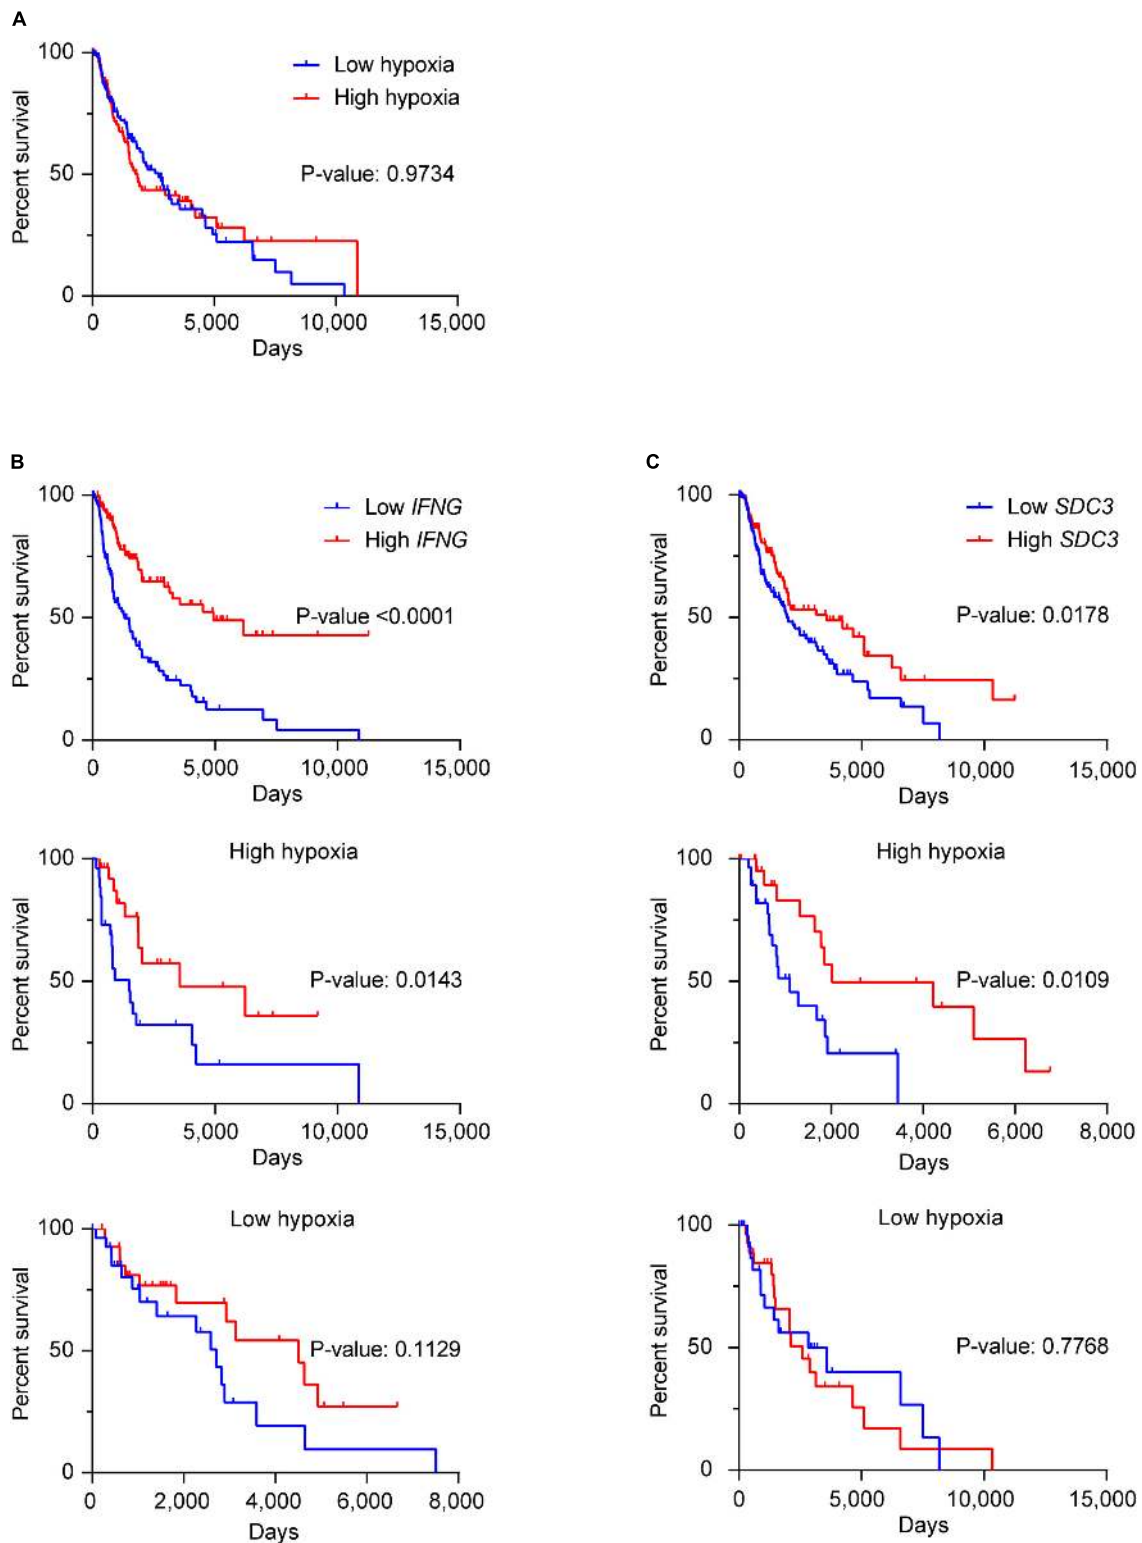 A
100
50
0
Percent survival
Low hypoxia
High hypoxia
P-value: 0.9734
0 5,000 10,000 15,000
Days
B
100
50
0
Percent survival
Low IFNG
High IFNG
P-value <0.0001
0 5,000 10,000 15,000
Days
High hypoxia
100
50
0
Percent survival
P-value: 0.0143
0 5,000 10,000 15,000
Days
Low hypoxia
100
50
0
Percent survival
P-value: 0.1129
0 2,000 4,000 6,000 8,000
Days
C
100
50
0
Percent survival
Low SDC3
High SDC3
P-value: 0.0178
0 5,000 10,000 15,000
Days
High hypoxia
100
50
0
Percent survival
P-value: 0.0109
0 2,000 4,000 6,000 8,000
Days
Low hypoxia
100
50
0
Percent survival
P-value: 0.7768
0 5,000 10,000 15,000
Days